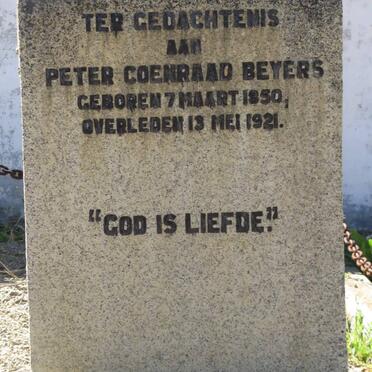 TER GEDACHTENIS
AAN
PETER COENRAAD BEYERS
GEBOREN 7 MAART 1850,
OVERLEDEN 13 MEI 1921.
"GOD IS LIEFDE."